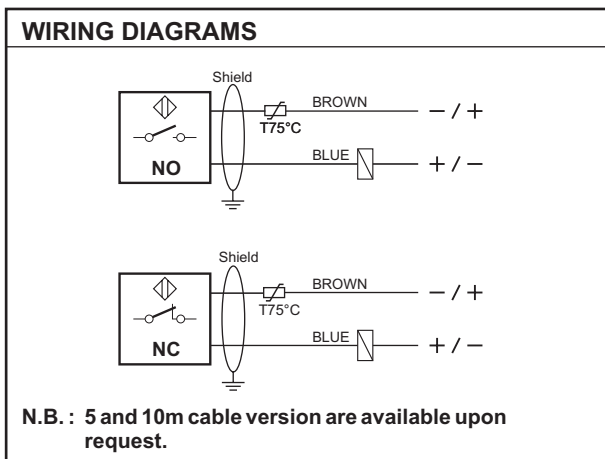 WIRING DIAGRAMS
Shield
BROWN
− / +
T75°C
BLUE
+ / −
NO
Shield
BROWN
− / +
T75°C
BLUE
+ / −
NC
N.B. : 5 and 10m cable version are available upon
request.